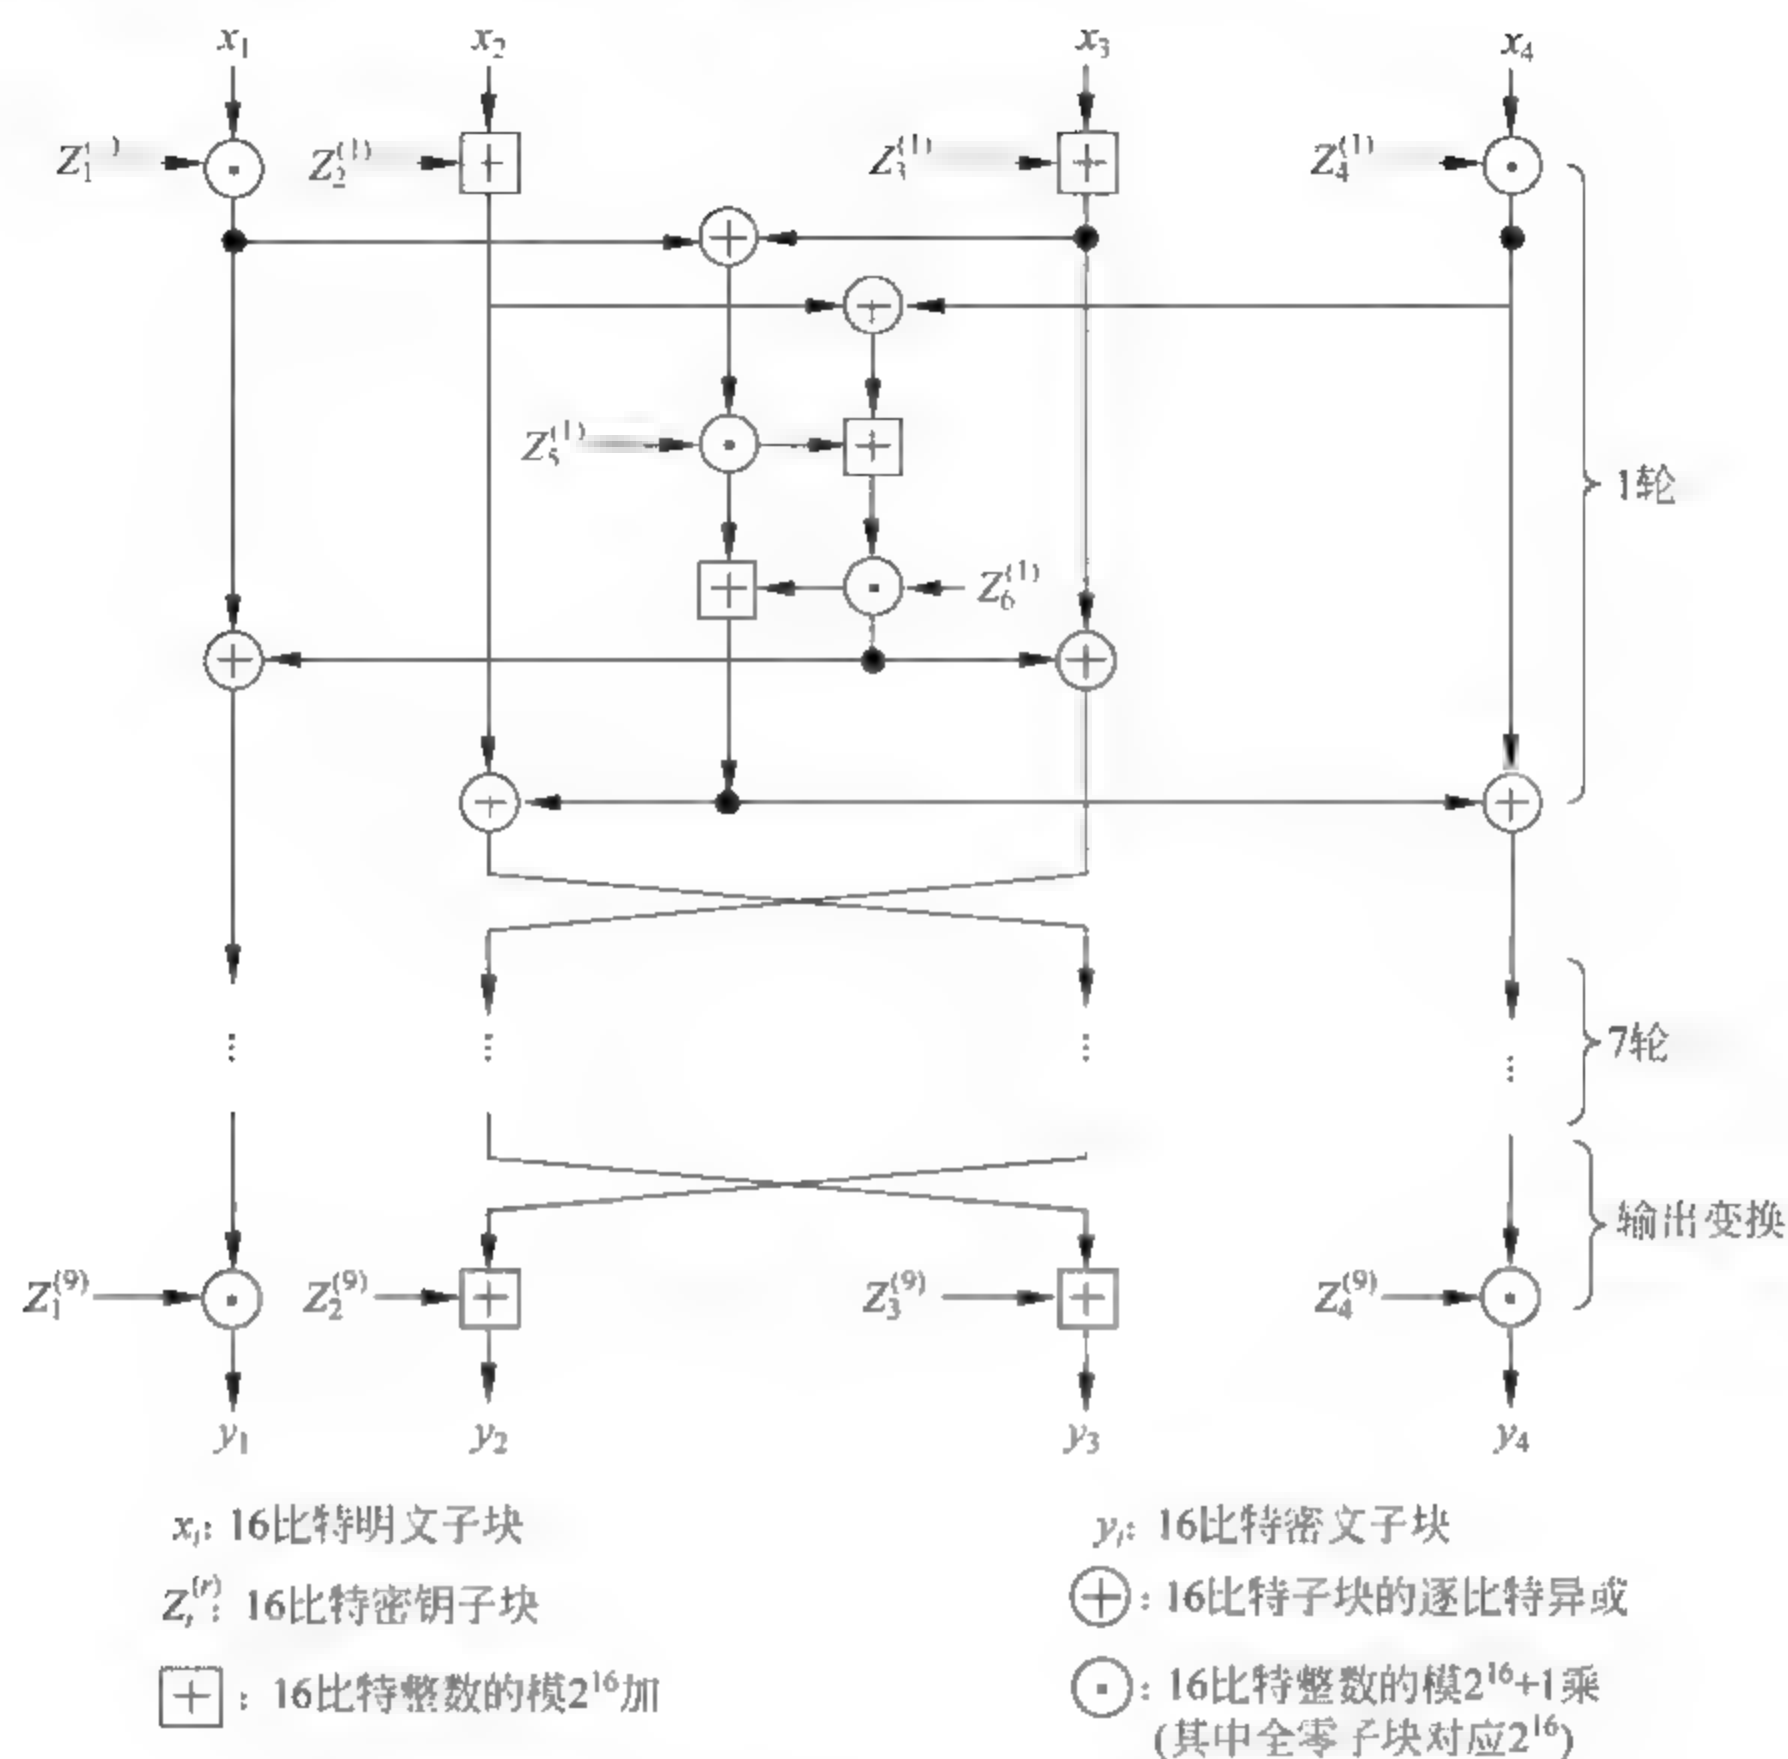 x₁ x₂ x₃ x₄
Z₁⁽ ⁾ Z₂⁽¹⁾ Z₃⁽¹⁾ Z₄⁽¹⁾
Z₅⁽¹⁾
1轮
Z₆⁽¹⁾
7轮
输出变换
Z₁⁽⁹⁾ Z₂⁽⁹⁾ Z₃⁽⁹⁾ Z₄⁽⁹⁾
y₁ y₂ y₃ y₄
xᵢ: 16比特明文子块
yᵢ: 16比特密文子块
Zᵢ⁽ʳ⁾: 16比特密钥子块
⊕: 16比特子块的逐比特异或
⊞: 16比特整数的模2¹⁶加
⊙: 16比特整数的模2¹⁶+1乘
(其中全零子块对应2¹⁶)